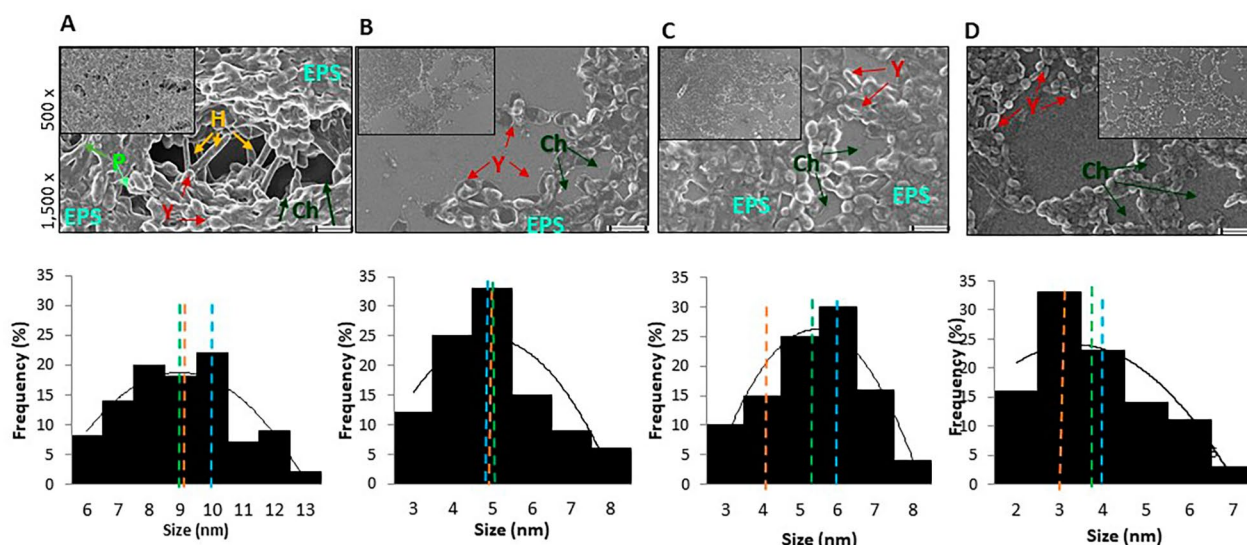 A
B
C
D
500 x
1,500 x
EPS
H
P
Y
EPS
Ch
Y
Ch
EPS
Y
Ch
EPS
EPS
Y
Ch
Frequency (%)
35
30
25
20
15
10
5
0
6 7 8 9 10 11 12 13
Size (nm)
Frequency (%)
35
30
25
20
15
10
5
0
3 4 5 6 7 8
Size (nm)
Frequency (%)
35
30
25
20
15
10
5
0
3 4 5 6 7 8
Size (nm)
Frequency (%)
35
30
25
20
15
10
5
0
2 3 4 5 6 7
Size (nm)